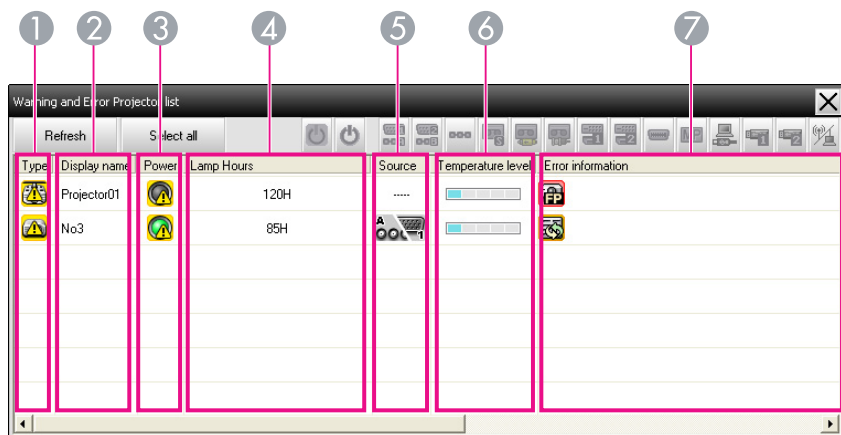 1 2 3 4 5 6 7
Warning and Error Projector list
Refresh Select all
Type Display name Power Lamp Hours Source Temperature level Error information
Projector01 120H ----- FP
No3 85H A 1